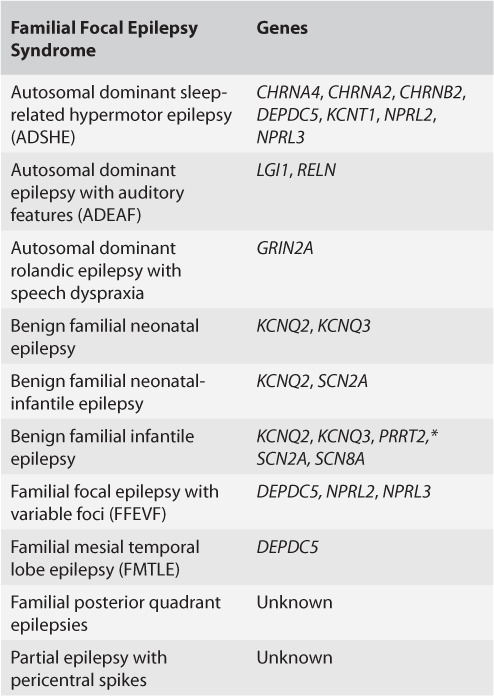 Familial Focal Epilepsy Syndrome	Genes
Autosomal dominant sleep-	CHRNA4, CHRNA2, CHRNB2,
related hypermotor epilepsy	DEPDC5, KCNT1, NPRL2,
(ADSHE)	NPRL3
Autosomal dominant	LGI1, RELN
epilepsy with auditory
features (ADEAF)
Autosomal dominant	GRIN2A
rolandic epilepsy with
speech dyspraxia
Benign familial neonatal	KCNQ2, KCNQ3
epilepsy
Benign familial neonatal-	KCNQ2, SCN2A
infantile epilepsy
Benign familial infantile	KCNQ2, KCNQ3, PRRT2,*
epilepsy	SCN2A, SCN8A
Familial focal epilepsy with	DEPDC5, NPRL2, NPRL3
variable foci (FFEVF)
Familial mesial temporal	DEPDC5
lobe epilepsy (FMTLE)
Familial posterior quadrant	Unknown
epilepsies
Partial epilepsy with	Unknown
pericentral spikes